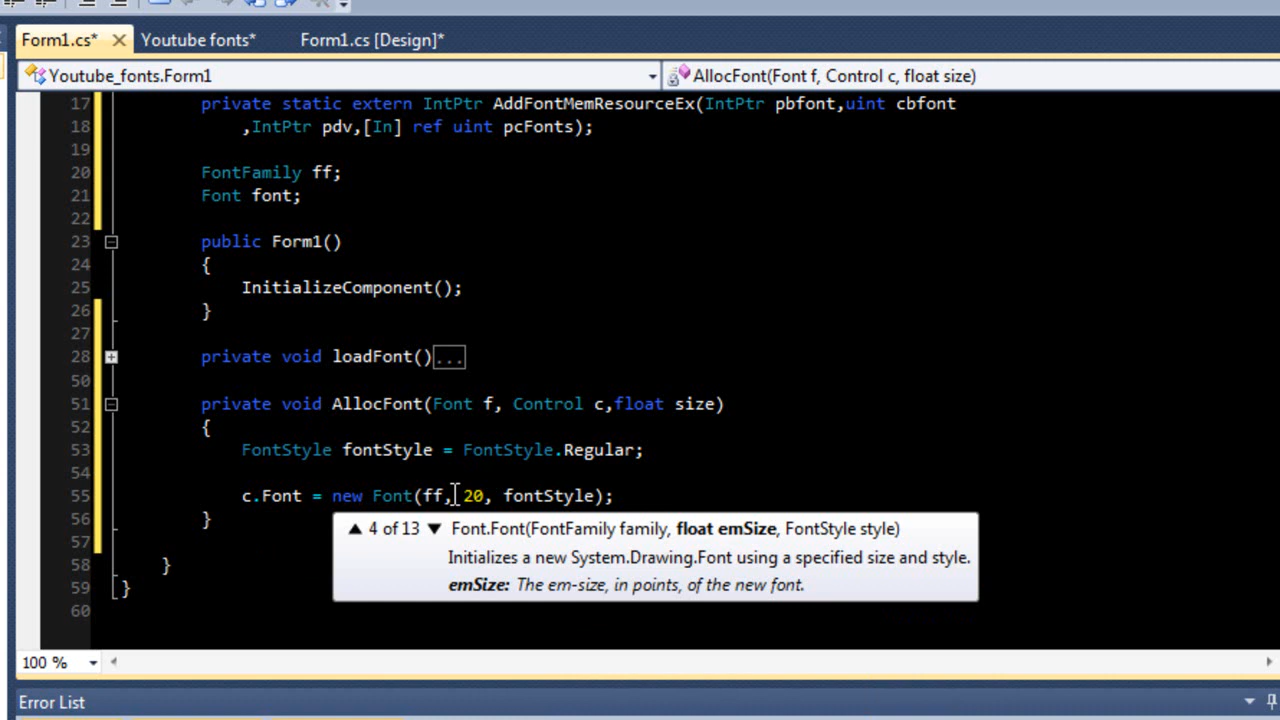 Form1.cs* Youtube fonts* Form1.cs [Design]*
Youtube_fonts.Form1 AllocFont(Font f, Control c, float size)
17 private static extern IntPtr AddFontMemResourceEx(IntPtr pbfont,uint cbfont
18 ,IntPtr pdv,[In] ref uint pcFonts);
19
20 FontFamily ff;
21 Font font;
22
23 public Form1()
24 {
25 InitializeComponent();
26 }
27
28 private void loadFont()...
50
51 private void AllocFont(Font f, Control c,float size)
52 {
53 FontStyle fontStyle = FontStyle.Regular;
54
55 c.Font = new Font(ff, 20, fontStyle);
56 }
4 of 13 Font.Font(FontFamily family, float emSize, FontStyle style)
57
Initializes a new System.Drawing.Font using a specified size and style.
58 }
emSize: The em-size, in points, of the new font.
59 }
60
100 %
Error List